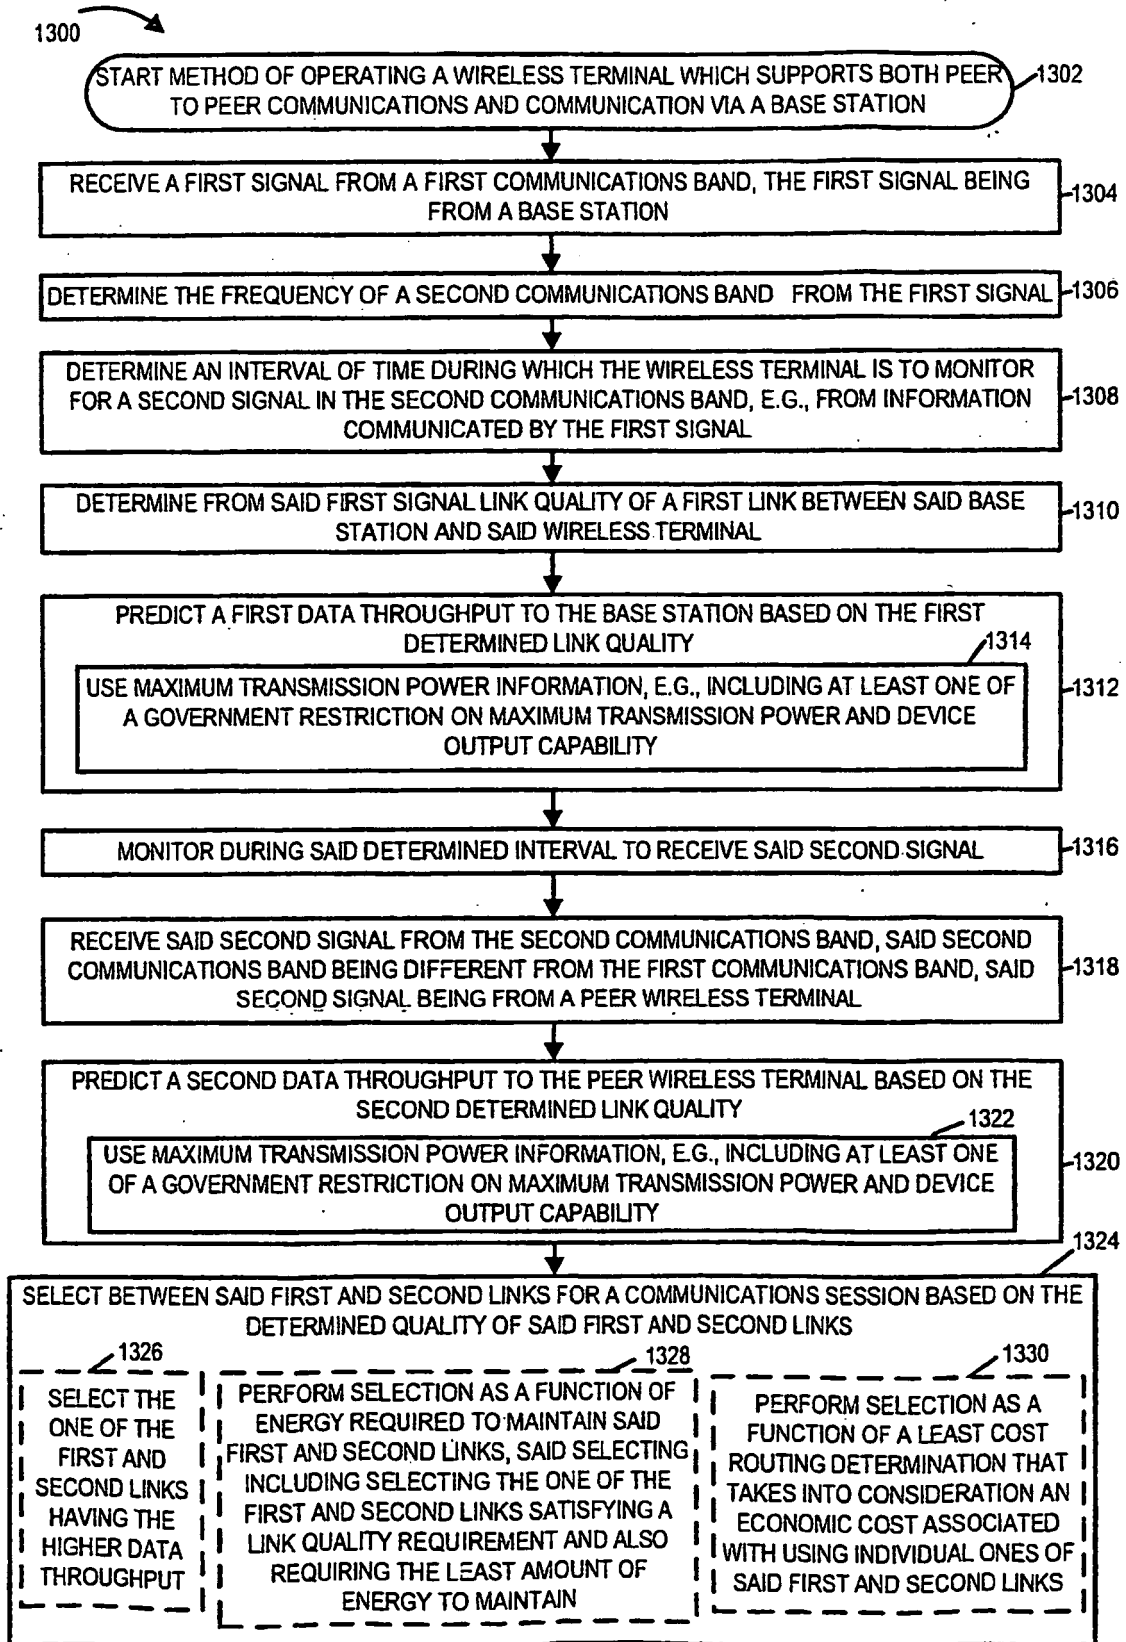 1300
START METHOD OF OPERATING A WIRELESS TERMINAL WHICH SUPPORTS BOTH PEER
TO PEER COMMUNICATIONS AND COMMUNICATION VIA A BASE STATION
1302
RECEIVE A FIRST SIGNAL FROM A FIRST COMMUNICATIONS BAND, THE FIRST SIGNAL BEING
FROM A BASE STATION
1304
DETERMINE THE FREQUENCY OF A SECOND COMMUNICATIONS BAND FROM THE FIRST SIGNAL
1306
DETERMINE AN INTERVAL OF TIME DURING WHICH THE WIRELESS TERMINAL IS TO MONITOR
FOR A SECOND SIGNAL IN THE SECOND COMMUNICATIONS BAND, E.G., FROM INFORMATION
COMMUNICATED BY THE FIRST SIGNAL
1308
DETERMINE FROM SAID FIRST SIGNAL LINK QUALITY OF A FIRST LINK BETWEEN SAID BASE
STATION AND SAID WIRELESS TERMINAL
1310
PREDICT A FIRST DATA THROUGHPUT TO THE BASE STATION BASED ON THE FIRST
DETERMINED LINK QUALITY
1314
USE MAXIMUM TRANSMISSION POWER INFORMATION, E.G., INCLUDING AT LEAST ONE OF
A GOVERNMENT RESTRICTION ON MAXIMUM TRANSMISSION POWER AND DEVICE
OUTPUT CAPABILITY
1312
MONITOR DURING SAID DETERMINED INTERVAL TO RECEIVE SAID SECOND SIGNAL
1316
RECEIVE SAID SECOND SIGNAL FROM THE SECOND COMMUNICATIONS BAND, SAID SECOND
COMMUNICATIONS BAND BEING DIFFERENT FROM THE FIRST COMMUNICATIONS BAND, SAID
SECOND SIGNAL BEING FROM A PEER WIRELESS TERMINAL
1318
PREDICT A SECOND DATA THROUGHPUT TO THE PEER WIRELESS TERMINAL BASED ON THE
SECOND DETERMINED LINK QUALITY
1322
USE MAXIMUM TRANSMISSION POWER INFORMATION, E.G., INCLUDING AT LEAST ONE
OF A GOVERNMENT RESTRICTION ON MAXIMUM TRANSMISSION POWER AND DEVICE
OUTPUT CAPABILITY
1320
1324
SELECT BETWEEN SAID FIRST AND SECOND LINKS FOR A COMMUNICATIONS SESSION BASED ON THE
DETERMINED QUALITY OF SAID FIRST AND SECOND LINKS
1326
SELECT THE
ONE OF THE
FIRST AND
SECOND LINKS
HAVING THE
HIGHER DATA
THROUGHPUT
1328
PERFORM SELECTION AS A FUNCTION OF
ENERGY REQUIRED TO MAINTAIN SAID
FIRST AND SECOND LINKS, SAID SELECTING
INCLUDING SELECTING THE ONE OF THE
FIRST AND SECOND LINKS SATISFYING A
LINK QUALITY REQUIREMENT AND ALSO
REQUIRING THE LEAST AMOUNT OF
ENERGY TO MAINTAIN
1330
PERFORM SELECTION AS A
FUNCTION OF A LEAST COST
ROUTING DETERMINATION THAT
TAKES INTO CONSIDERATION AN
ECONOMIC COST ASSOCIATED
WITH USING INDIVIDUAL ONES OF
SAID FIRST AND SECOND LINKS